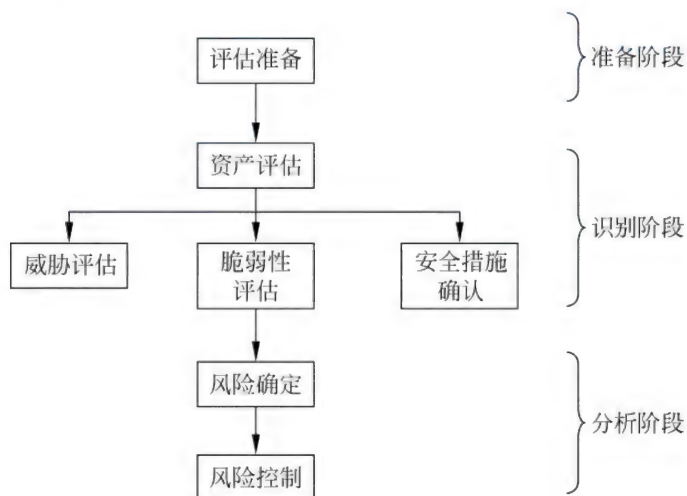 评估准备
准备阶段
资产评估
威胁评估
脆弱性
评估
安全措施
确认
识别阶段
风险确定
风险控制
分析阶段